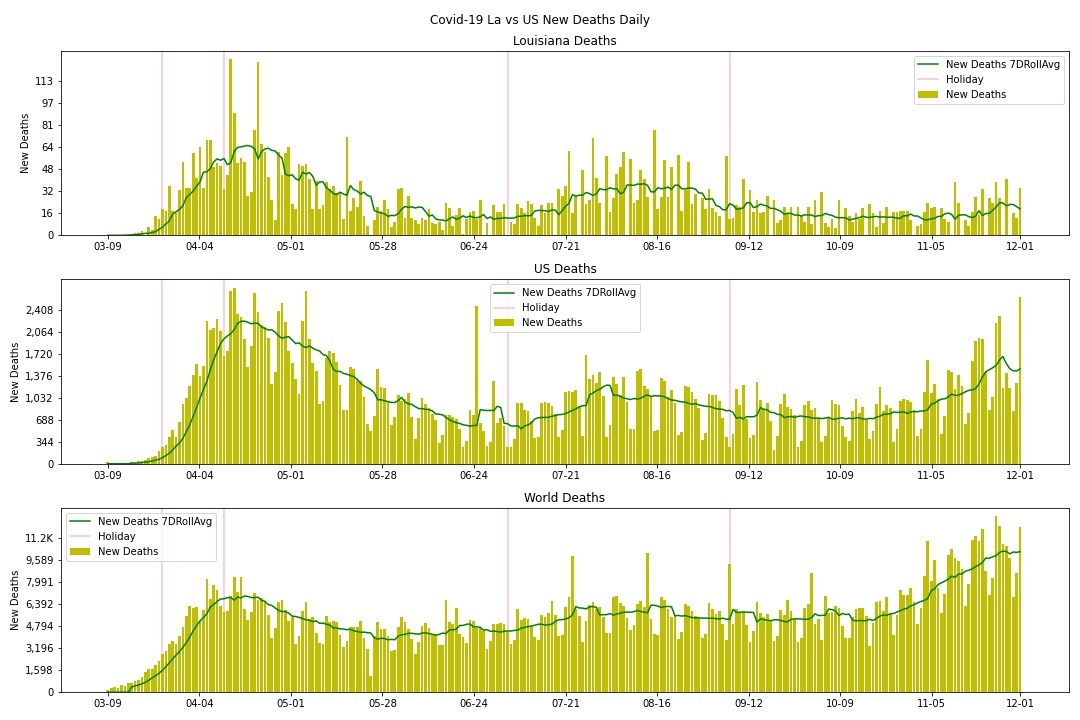 Covid-19 La vs US New Deaths Daily
Louisiana Deaths
New Deaths
113
97
81
64
48
32
16
0
New Deaths 7DRollAvg
Holiday
New Deaths
03-09 04-04 05-01 05-28 06-24 07-21 08-16 09-12 10-09 11-05 12-01
US Deaths
New Deaths
2,408
2,064
1,720
1,376
1,032
688
344
0
New Deaths 7DRollAvg
Holiday
New Deaths
03-09 04-04 05-01 05-28 06-24 07-21 08-16 09-12 10-09 11-05 12-01
World Deaths
New Deaths
11.2K
9,589
7,991
6,392
4,794
3,196
1,598
0
New Deaths 7DRollAvg
Holiday
New Deaths
03-09 04-04 05-01 05-28 06-24 07-21 08-16 09-12 10-09 11-05 12-01